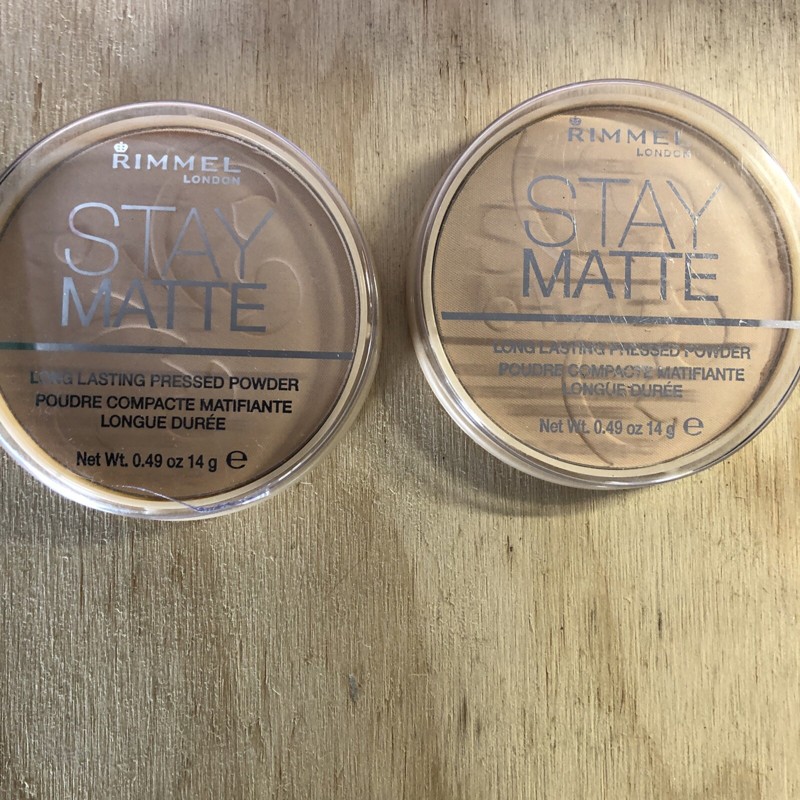 RIMMEL
LONDON
STAY
MATTE
LONG LASTING PRESSED POWDER
POUDRE COMPACTE MATIFIANTE
LONGUE DURÉE
Net Wt. 0.49 oz 14 g e
RIMMEL
LONDON
STAY
MATTE
LONG LASTING PRESSED POWDER
POUDRE COMPACTE MATIFIANTE
LONGUE DURÉE
Net Wt. 0.49 oz 14 g e